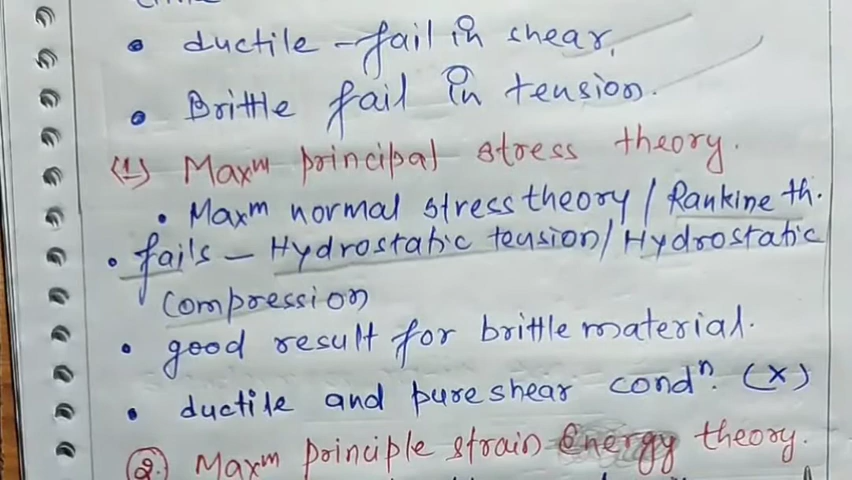 • ductile - fail in shear.
• Brittle fail in tension.
(1) Maxᵐ principal stress theory.
• Maxᵐ normal stress theory / Rankine th.
• fails - Hydrostatic tension / Hydrostatic
compression
• good result for brittle material.
• ductile and pure shear condⁿ. (x)
2. Maxᵐ principle strain energy theory.